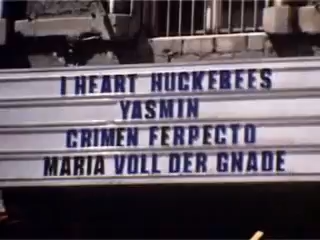 I HEART HUCKEBEES
YASMIN
CRIMEN FERPECTO
MARIA VOLL DER GNADE